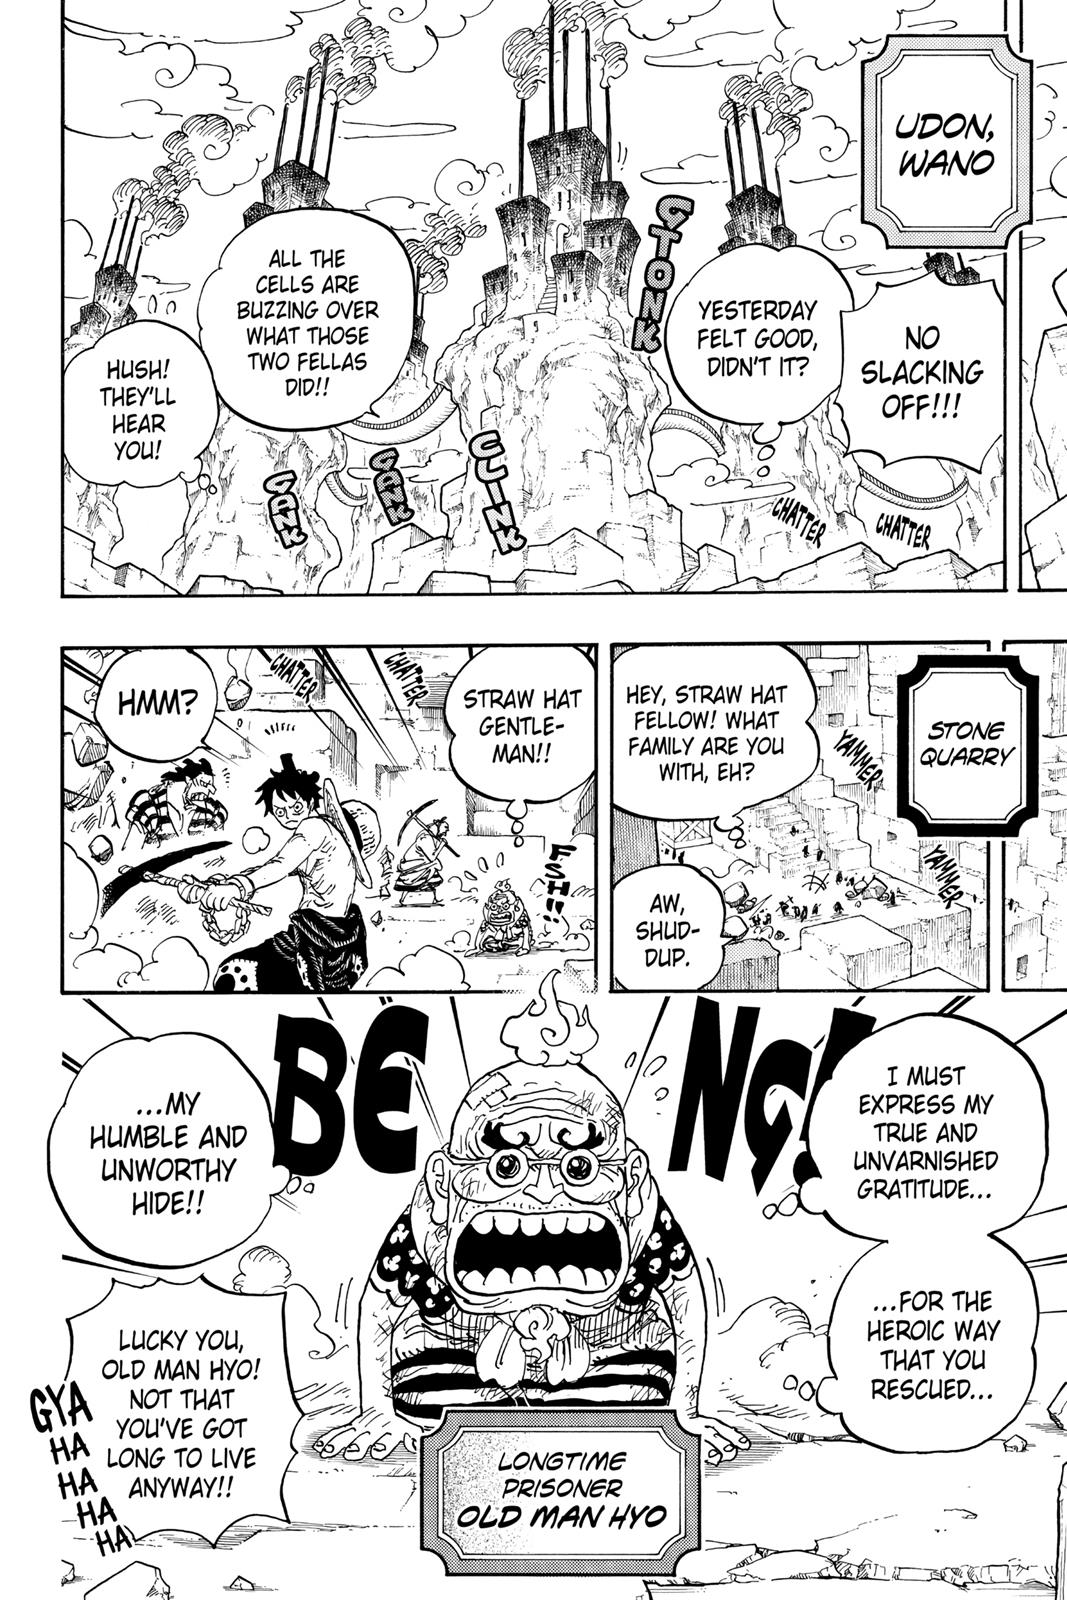 UDON,
WANO
NO
SLACKING
OFF!!!
YESTERDAY
FELT GOOD,
DIDN'T IT?
GTONK
ALL THE
CELLS ARE
BUZZING OVER
WHAT THOSE
TWO FELLAS
DID!!
HUSH!
THEY'LL
HEAR
YOU!
CLINK
GANK
GANK
CHATTER
CHATTER
STONE
QUARRY
YAMMER
YAMMER
HEY, STRAW HAT
FELLOW! WHAT
FAMILY ARE YOU
WITH, EH?
AW,
SHUD-
DUP.
STRAW HAT
GENTLE-
MAN!!
CHATTER
CHATTER
FSH!!
HMM?
BENG!
I MUST
EXPRESS MY
TRUE AND
UNVARNISHED
GRATITUDE...
...FOR THE
HEROIC WAY
THAT YOU
RESCUED...
...MY
HUMBLE AND
UNWORTHY
HIDE!!
LUCKY YOU,
OLD MAN HYO!
NOT THAT
YOU'VE GOT
LONG TO LIVE
ANYWAY!!
GYA
HA
HA
HA
HA
LONGTIME
PRISONER
OLD MAN HYO